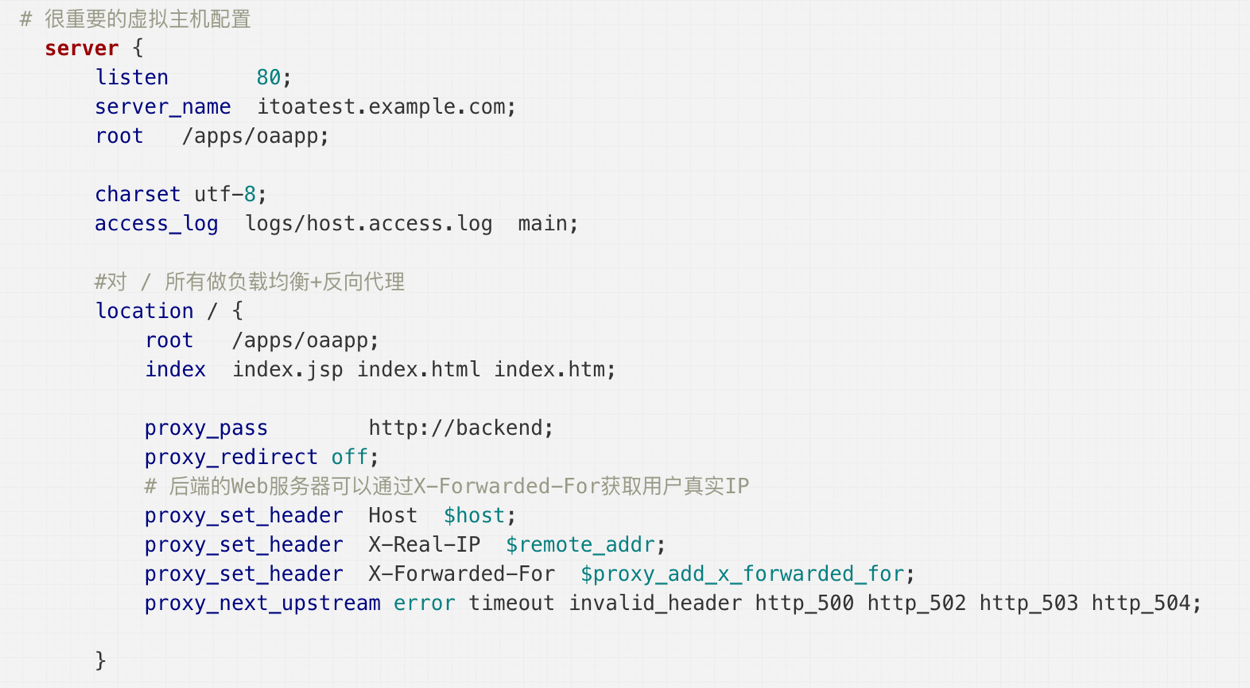 # 很重要的虚拟主机配置
server {
listen 80;
server_name itoatest.example.com;
root /apps/oaapp;
charset utf-8;
access_log logs/host.access.log main;
#对 / 所有做负载均衡+反向代理
location / {
root /apps/oaapp;
index index.jsp index.html index.htm;
proxy_pass http://backend;
proxy_redirect off;
# 后端的Web服务器可以通过X-Forwarded-For获取用户真实IP
proxy_set_header Host $host;
proxy_set_header X-Real-IP $remote_addr;
proxy_set_header X-Forwarded-For $proxy_add_x_forwarded_for;
proxy_next_upstream error timeout invalid_header http_500 http_502 http_503 http_504;
}